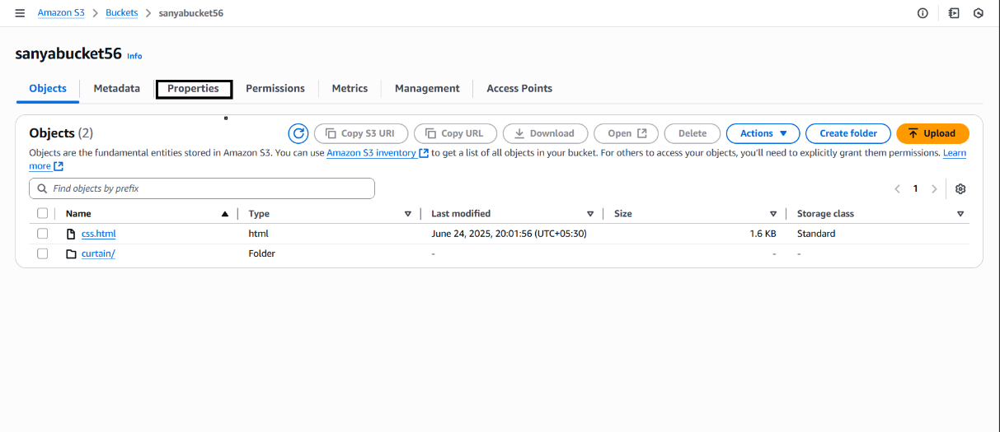 Amazon S3 > Buckets > sanyabucket56
sanyabucket56 Info
Objects Metadata Properties Permissions Metrics Management Access Points
Objects (2) Copy S3 URI Copy URL Download Open Delete Actions Create folder Upload
Objects are the fundamental entities stored in Amazon S3. You can use Amazon S3 inventory to get a list of all objects in your bucket. For others to access your objects, you'll need to explicitly grant them permissions. Learn
more
Find objects by prefix 1
Name Type Last modified Size Storage class
css.html html June 24, 2025, 20:01:56 (UTC+05:30) 1.6 KB Standard
curtain/ Folder - - -